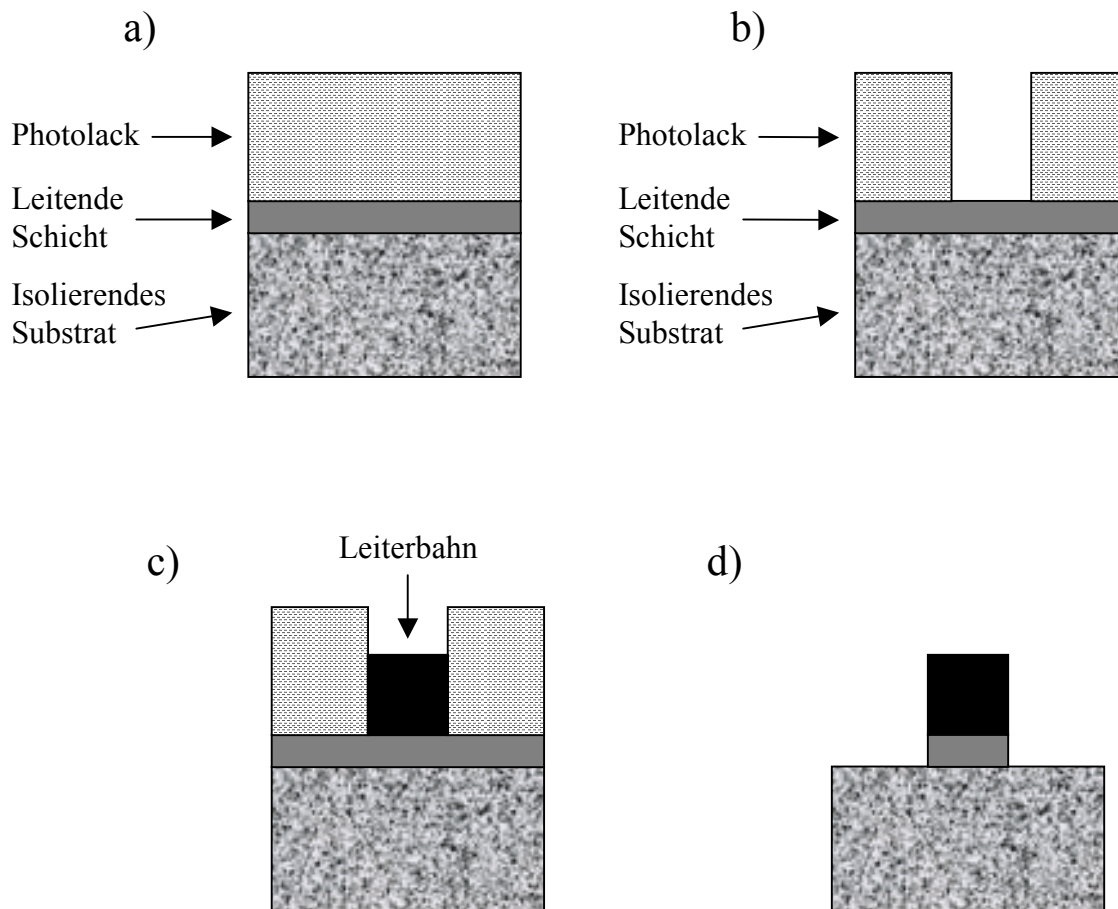 a)
Photolack
Leitende
Schicht
Isolierendes
Substrat
b)
Photolack
Leitende
Schicht
Isolierendes
Substrat
c)
Leiterbahn
d)